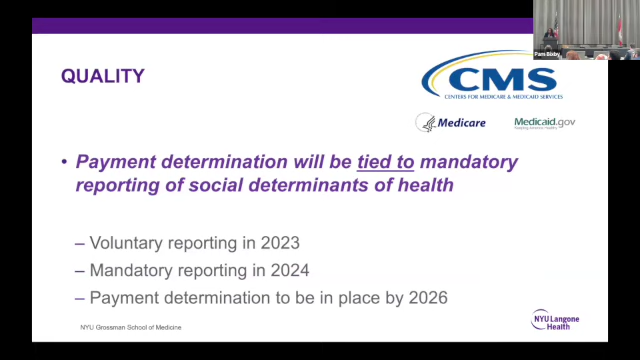 QUALITY
CMS
CENTERS FOR MEDICARE & MEDICAID SERVICES
Medicare
Medicaid.gov
Keeping America Healthy
Pam Bixby
• Payment determination will be tied to mandatory
reporting of social determinants of health
– Voluntary reporting in 2023
– Mandatory reporting in 2024
– Payment determination to be in place by 2026
NYU Grossman School of Medicine
NYU Langone
Health